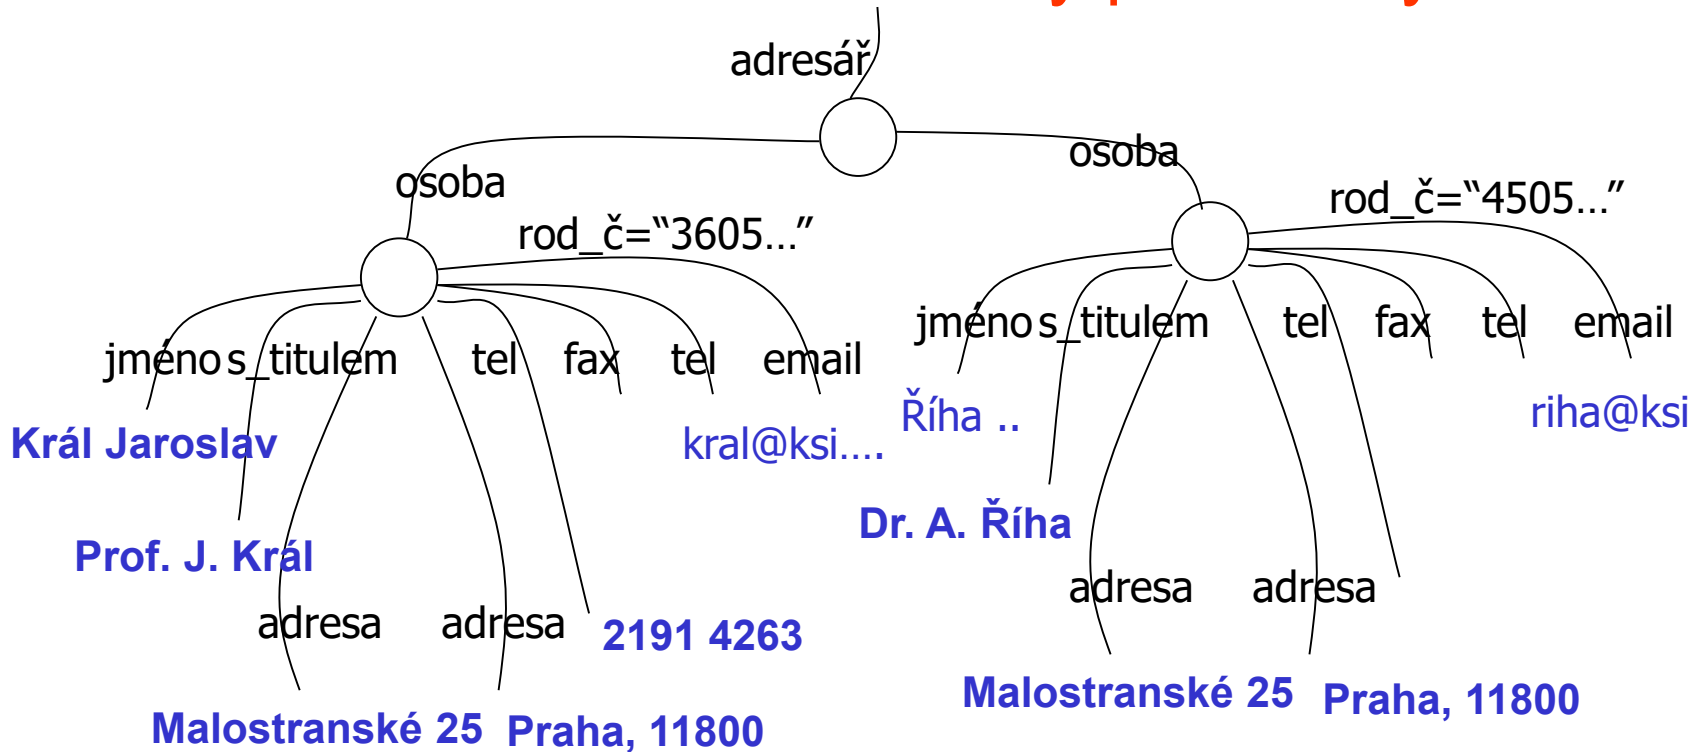 adresář
osoba
osoba
rod_č=“3605…”
rod_č=“4505…”
jméno s_titulem tel fax tel email
jméno s_titulem tel fax tel email
Král Jaroslav
kral@ksi….
Říha ..
riha@ksi
Prof. J. Král
Dr. A. Říha
adresa adresa
2191 4263
adresa adresa
Malostranské 25 Praha, 11800
Malostranské 25 Praha, 11800